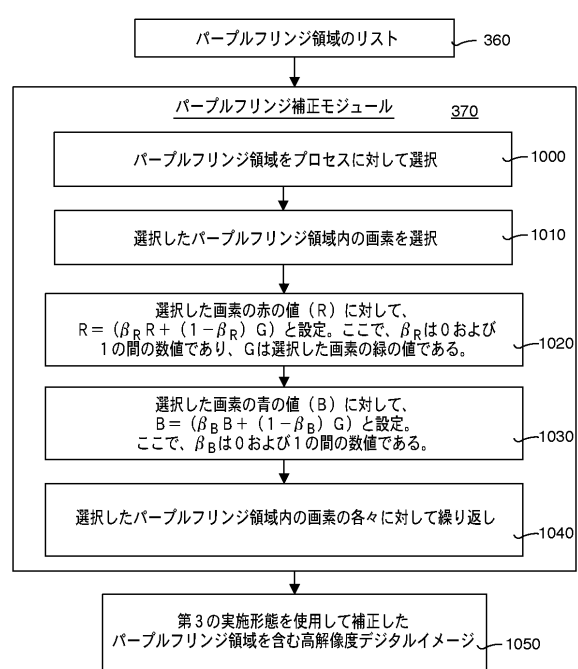 パープルフリンジ領域のリスト
360
パープルフリンジ補正モジュール
370
パープルフリンジ領域をプロセスに対して選択
1000
選択したパープルフリンジ領域内の画素を選択
1010
選択した画素の赤の値（R）に対して、
R＝（βR R＋（1－βR）G）と設定。ここで、βRは0および
1の間の数値であり、Gは選択した画素の緑の値である。
1020
選択した画素の青の値（B）に対して、
B＝（βB B＋（1－βB）G）と設定。
ここで、βBは0および1の間の数値である。
1030
選択したパープルフリンジ領域内の画素の各々に対して繰り返し
1040
第3の実施形態を使用して補正した
パープルフリンジ領域を含む高解像度デジタルイメージ
1050